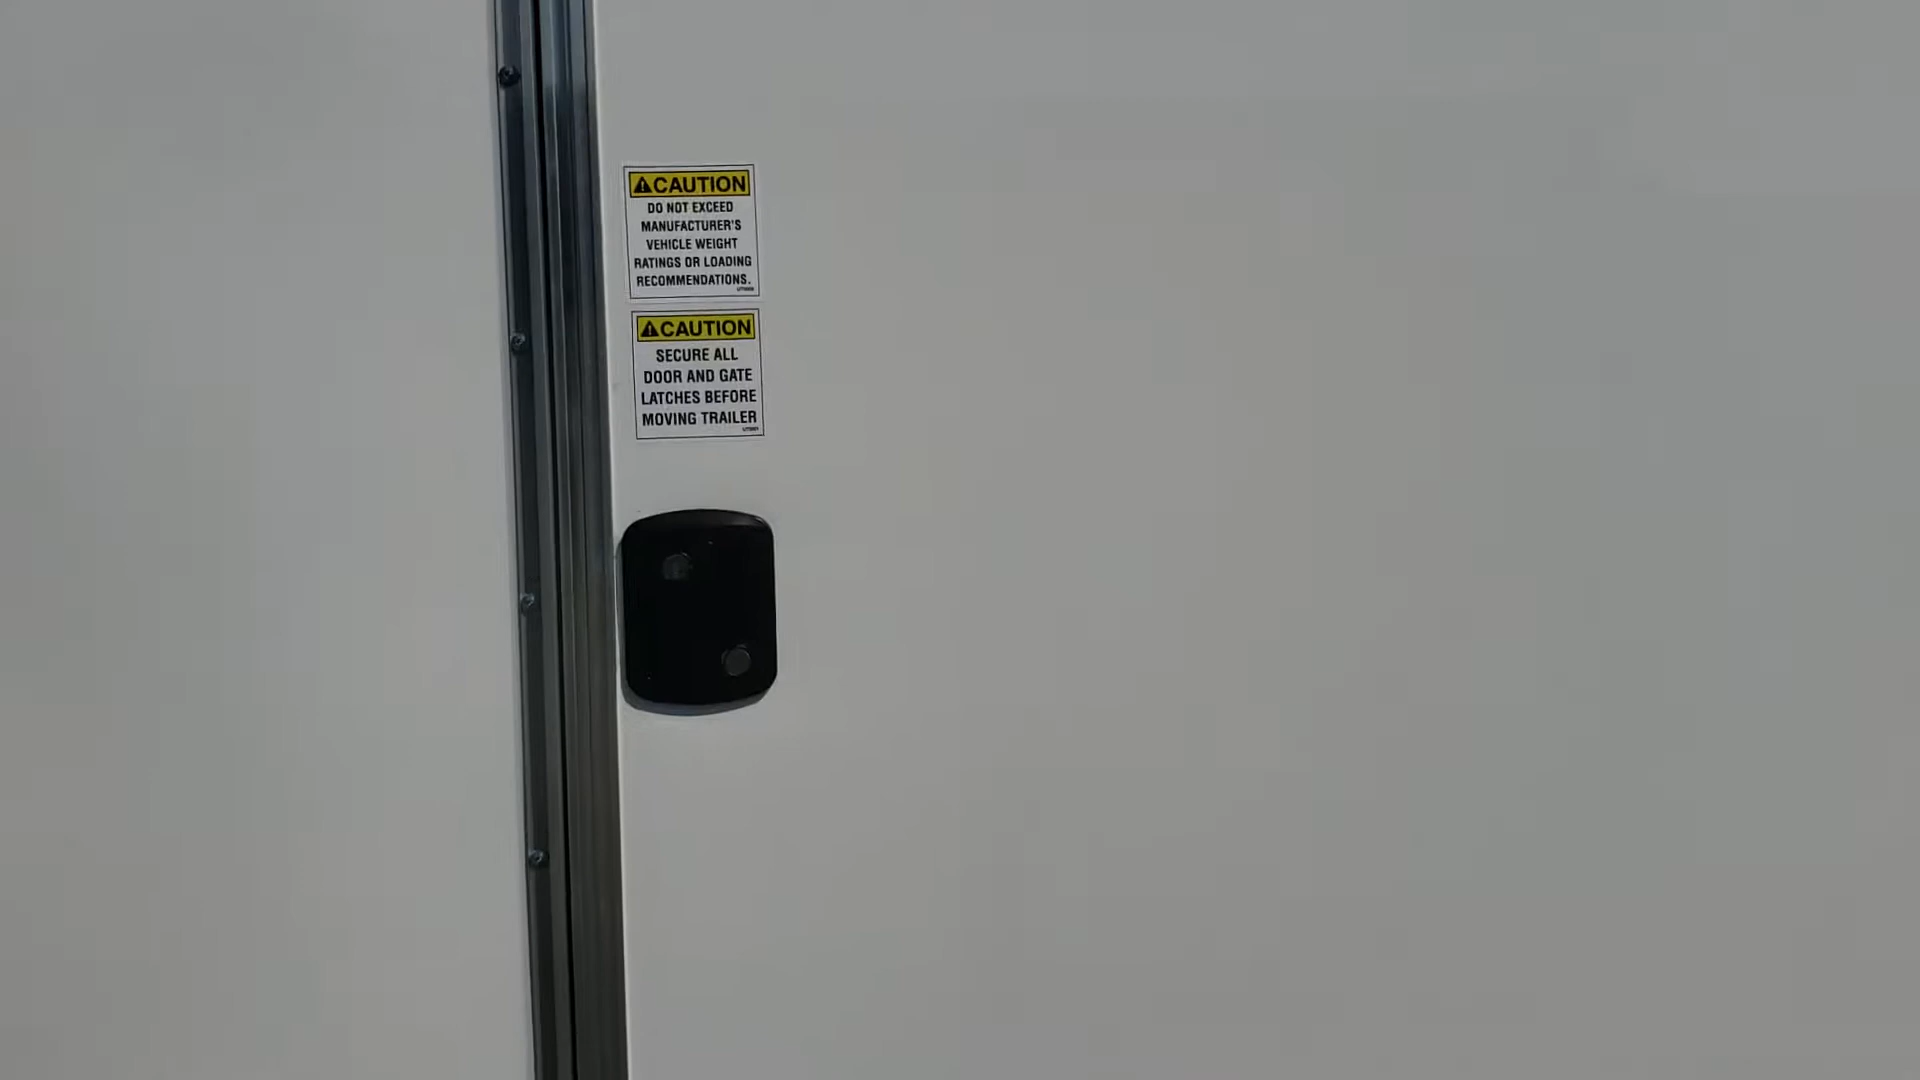 CAUTION
DO NOT EXCEED
MANUFACTURER'S
VEHICLE WEIGHT
RATINGS OR LOADING
RECOMMENDATIONS.
CAUTION
SECURE ALL
DOOR AND GATE
LATCHES BEFORE
MOVING TRAILER